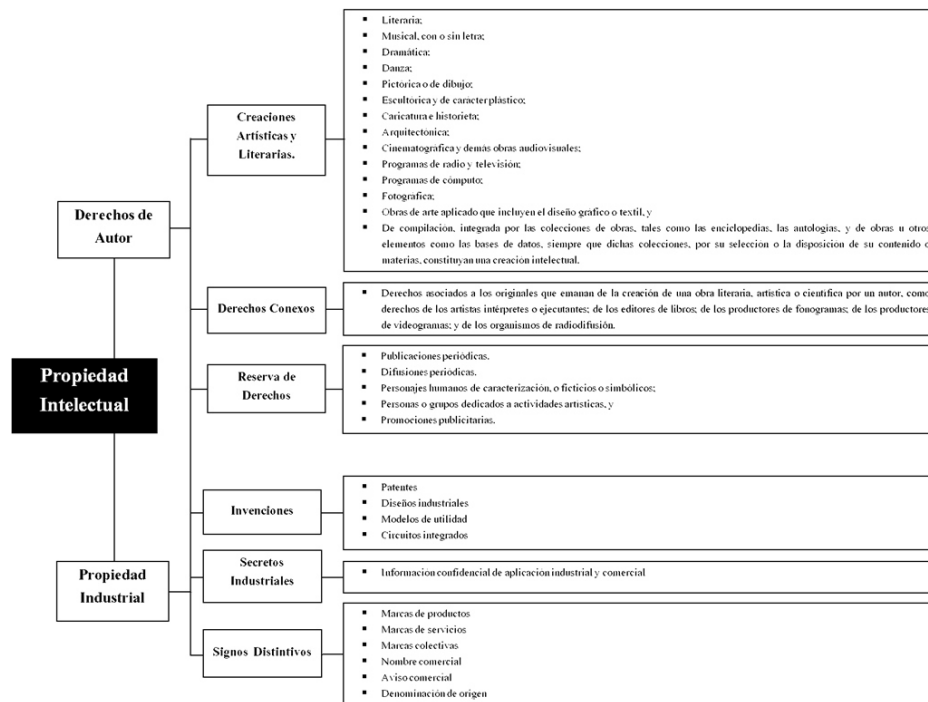 Propiedad
Intelectual
Derechos de
Autor
Creaciones
Artísticas y
Literarias.
▪ Literaria;
▪ Musical, con o sin letra;
▪ Dramática;
▪ Danza;
▪ Pictórica o de dibujo;
▪ Escultórica y de carácter plástico;
▪ Caricatura e historieta;
▪ Arquitectónica;
▪ Cinematográfica y demás obras audiovisuales;
▪ Programas de radio y televisión;
▪ Programas de cómputo;
▪ Fotográfica;
▪ Obras de arte aplicado que incluyen el diseño gráfico o textil, y
▪ De compilación, integrada por las colecciones de obras, tales como las enciclopedias, las antologías, y de obras u otros
elementos como las bases de datos, siempre que dichas colecciones, por su selección o la disposición de su contenido o
materias, constituyan una creación intelectual.
Derechos Conexos
▪ Derechos asociados a los originales que emanan de la creación de una obra literaria, artística o científica por un autor, como
derechos de los artistas intérpretes o ejecutantes; de los editores de libros; de los productores de fonogramas; de los productores
de videogramas; y de los organismos de radiodifusión.
Reserva de
Derechos
▪ Publicaciones periódicas.
▪ Difusiones periódicas.
▪ Personajes humanos de caracterización, o ficticios o simbólicos;
▪ Personas o grupos dedicados a actividades artísticas, y
▪ Promociones publicitarias.
Propiedad
Industrial
Invenciones
▪ Patentes
▪ Diseños industriales
▪ Modelos de utilidad
▪ Circuitos integrados
Secretos
Industriales
▪ Información confidencial de aplicación industrial y comercial
Signos Distintivos
▪ Marcas de productos
▪ Marcas de servicios
▪ Marcas colectivas
▪ Nombre comercial
▪ Aviso comercial
▪ Denominación de origen